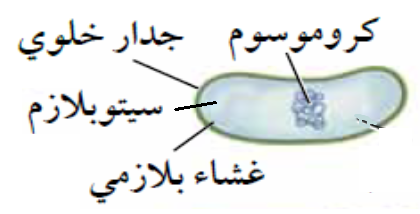 كروموسوم
جدار خلوي
سيتوبلازم
غشاء بلازمي